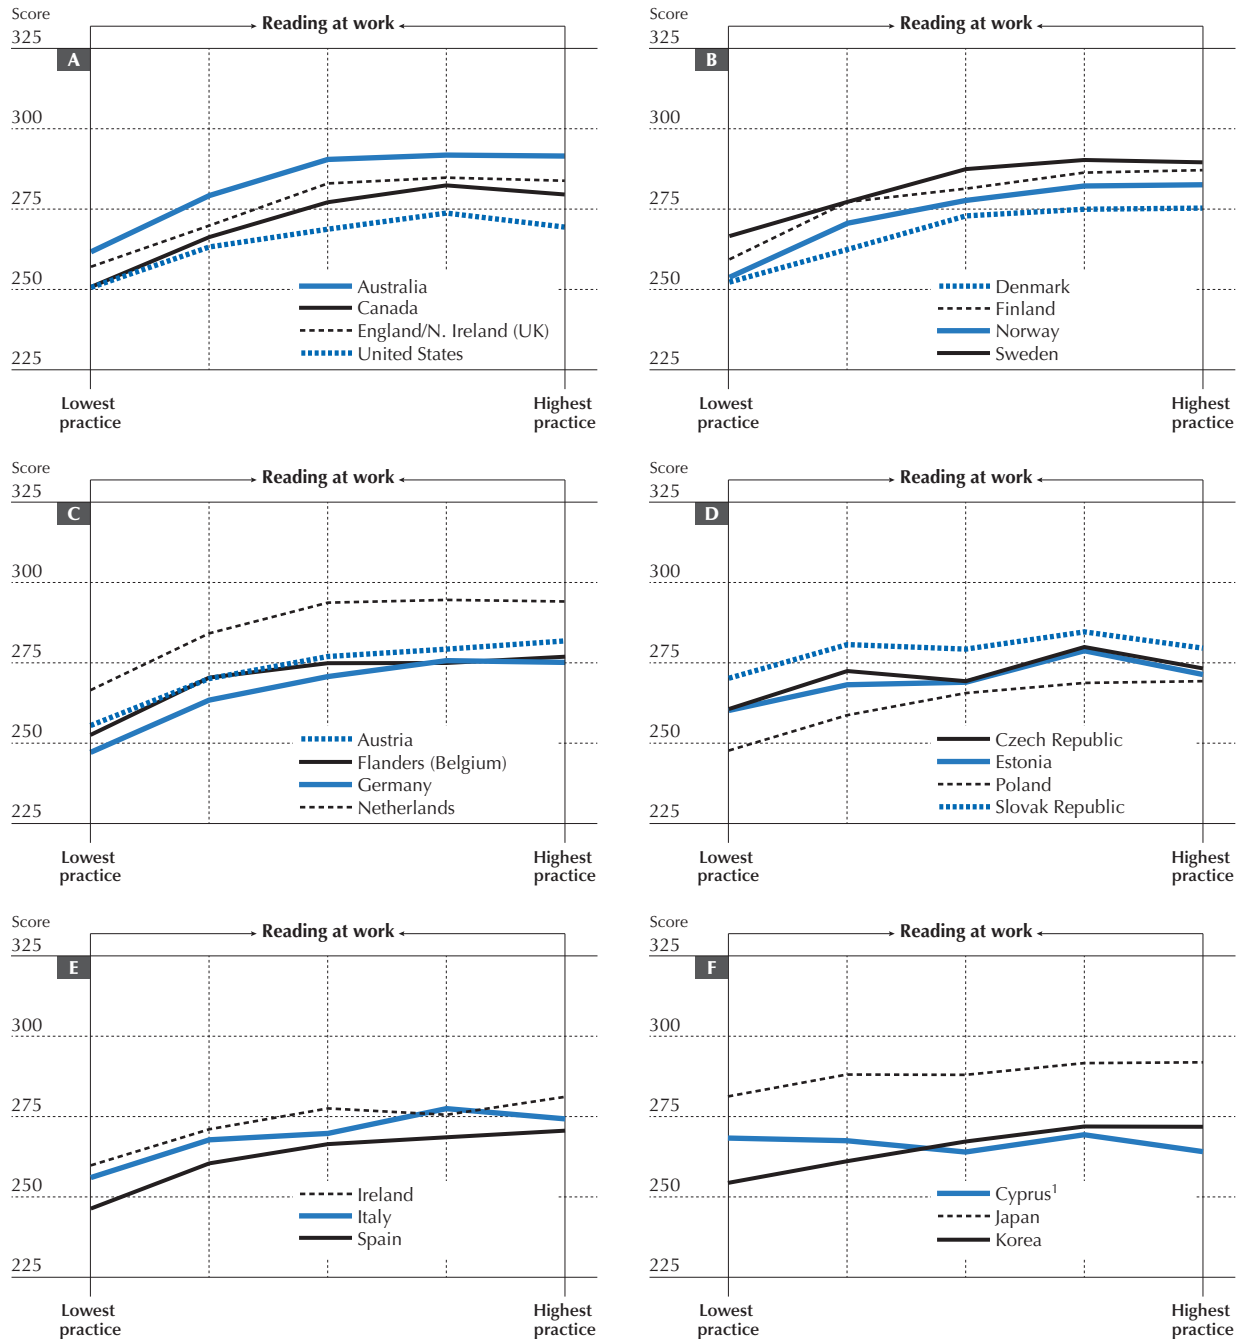 Score
Reading at work
325
A
300
275
250
225
Australia
Canada
England/N. Ireland (UK)
United States
Lowest
practice
Highest
practice
Score
Reading at work
325
B
300
275
250
225
Denmark
Finland
Norway
Sweden
Lowest
practice
Highest
practice
Score
Reading at work
325
C
300
275
250
225
Austria
Flanders (Belgium)
Germany
Netherlands
Lowest
practice
Highest
practice
Score
Reading at work
325
D
300
275
250
225
Czech Republic
Estonia
Poland
Slovak Republic
Lowest
practice
Highest
practice
Score
Reading at work
325
E
300
275
250
225
Ireland
Italy
Spain
Lowest
practice
Highest
practice
Score
Reading at work
325
F
300
275
250
225
Cyprus¹
Japan
Korea
Lowest
practice
Highest
practice